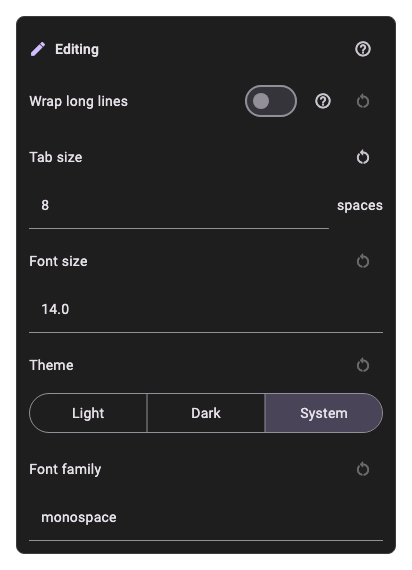 Editing
Wrap long lines
Tab size
8 spaces
Font size
14.0
Theme
Light Dark System
Font family
monospace